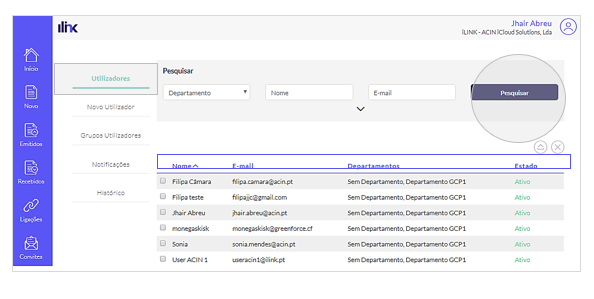 ilink
Jhair Abreu
iLINK - ACIN iCloud Solutions, Lda
Início
Novo
Emitidos
Recebidos
Ligações
Convites
Utilizadores
Novo Utilizador
Grupos Utilizadores
Notificações
Histórico
Pesquisar
Departamento
Nome
E-mail
Pesquisar
Nome E-mail Departamentos Estado
Filipa Câmara filipa.camara@acin.pt Sem Departamento, Departamento GCP1 Ativo
Filipa teste filipajjc@gmail.com Sem Departamento, Departamento GCP1 Ativo
Jhair Abreu jhair.abreu@acin.pt Sem Departamento, Departamento GCP1 Ativo
monegaskisk monegaskisk@greenforce.cf Sem Departamento, Departamento GCP1 Ativo
Sonia sonia.mendes@acin.pt Sem Departamento, Departamento GCP1 Ativo
User ACIN 1 useracin1@ilink.pt Sem Departamento, Departamento GCP1 Ativo